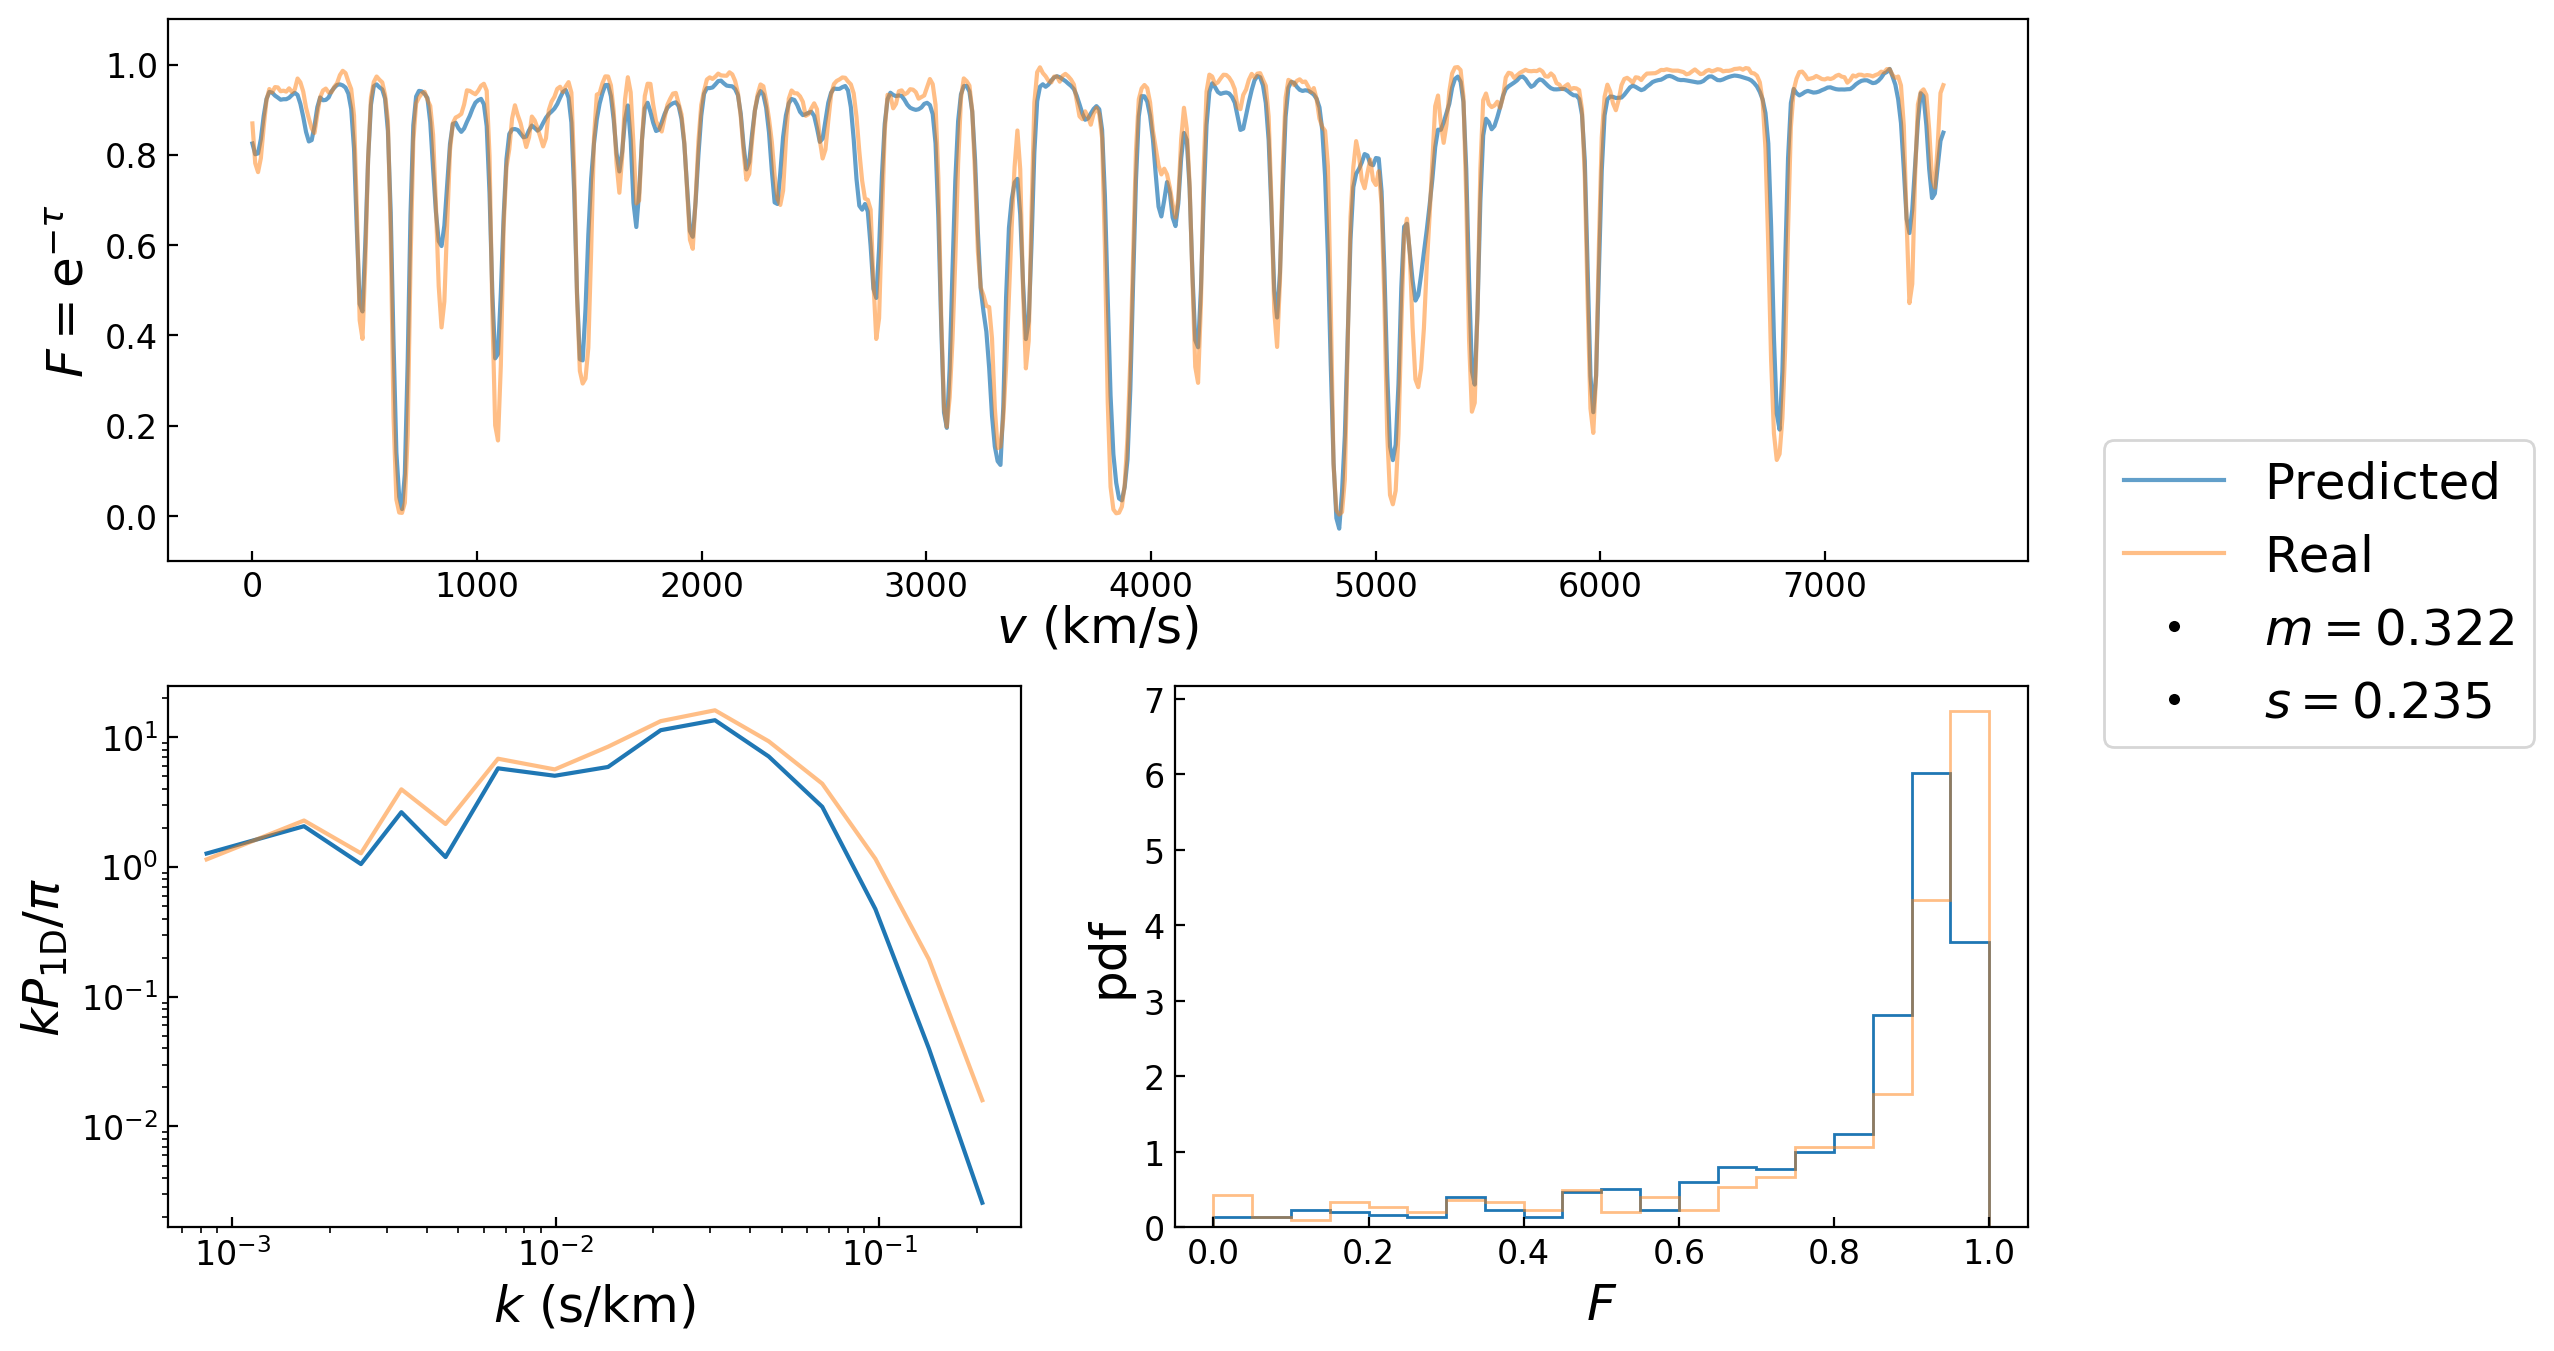 F = e^{−τ}
1.0
0.8
0.6
0.4
0.2
0.0
0 1000 2000 3000 4000 5000 6000 7000
v (km/s)
Predicted
Real
m = 0.322
s = 0.235
kP_{1D}/π
10^1
10^0
10^{−1}
10^{−2}
10^{−3} 10^{−2} 10^{−1}
k (s/km)
pdf
7
6
5
4
3
2
1
0
0.0 0.2 0.4 0.6 0.8 1.0
F